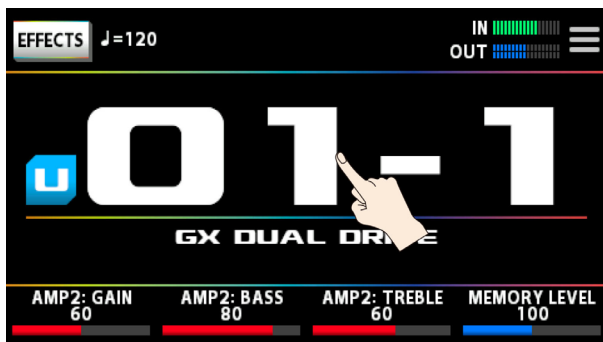 EFFECTS ♩=120 IN
OUT
U 01-1
GX DUAL DRIVE
AMP2: GAIN AMP2: BASS AMP2: TREBLE MEMORY LEVEL
60 80 60 100